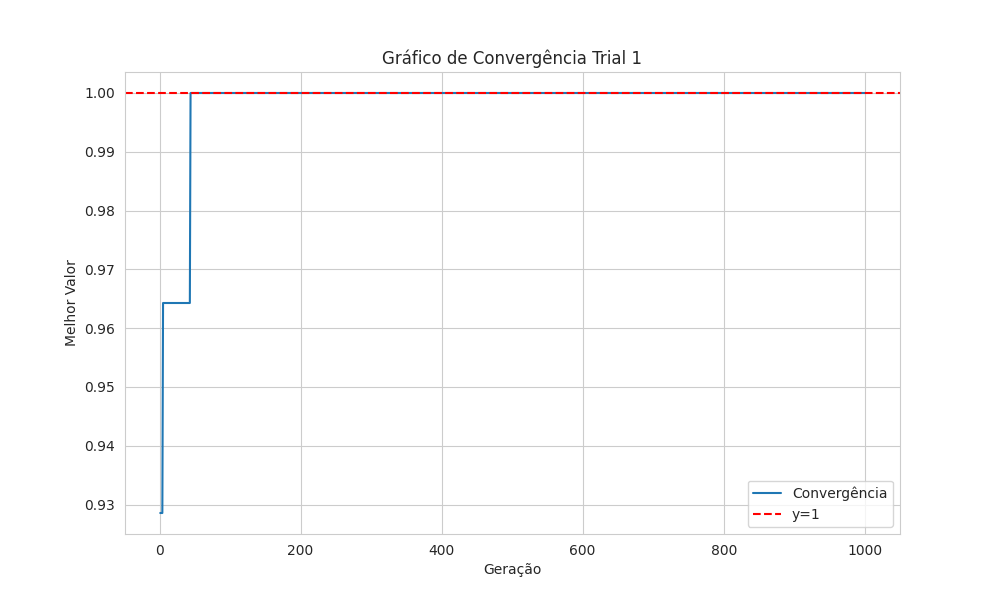 Gráfico de Convergência Trial 1
Melhor Valor
1.00
0.99
0.98
0.97
0.96
0.95
0.94
0.93
0
200
400
600
800
1000
Geração
Convergência
y=1